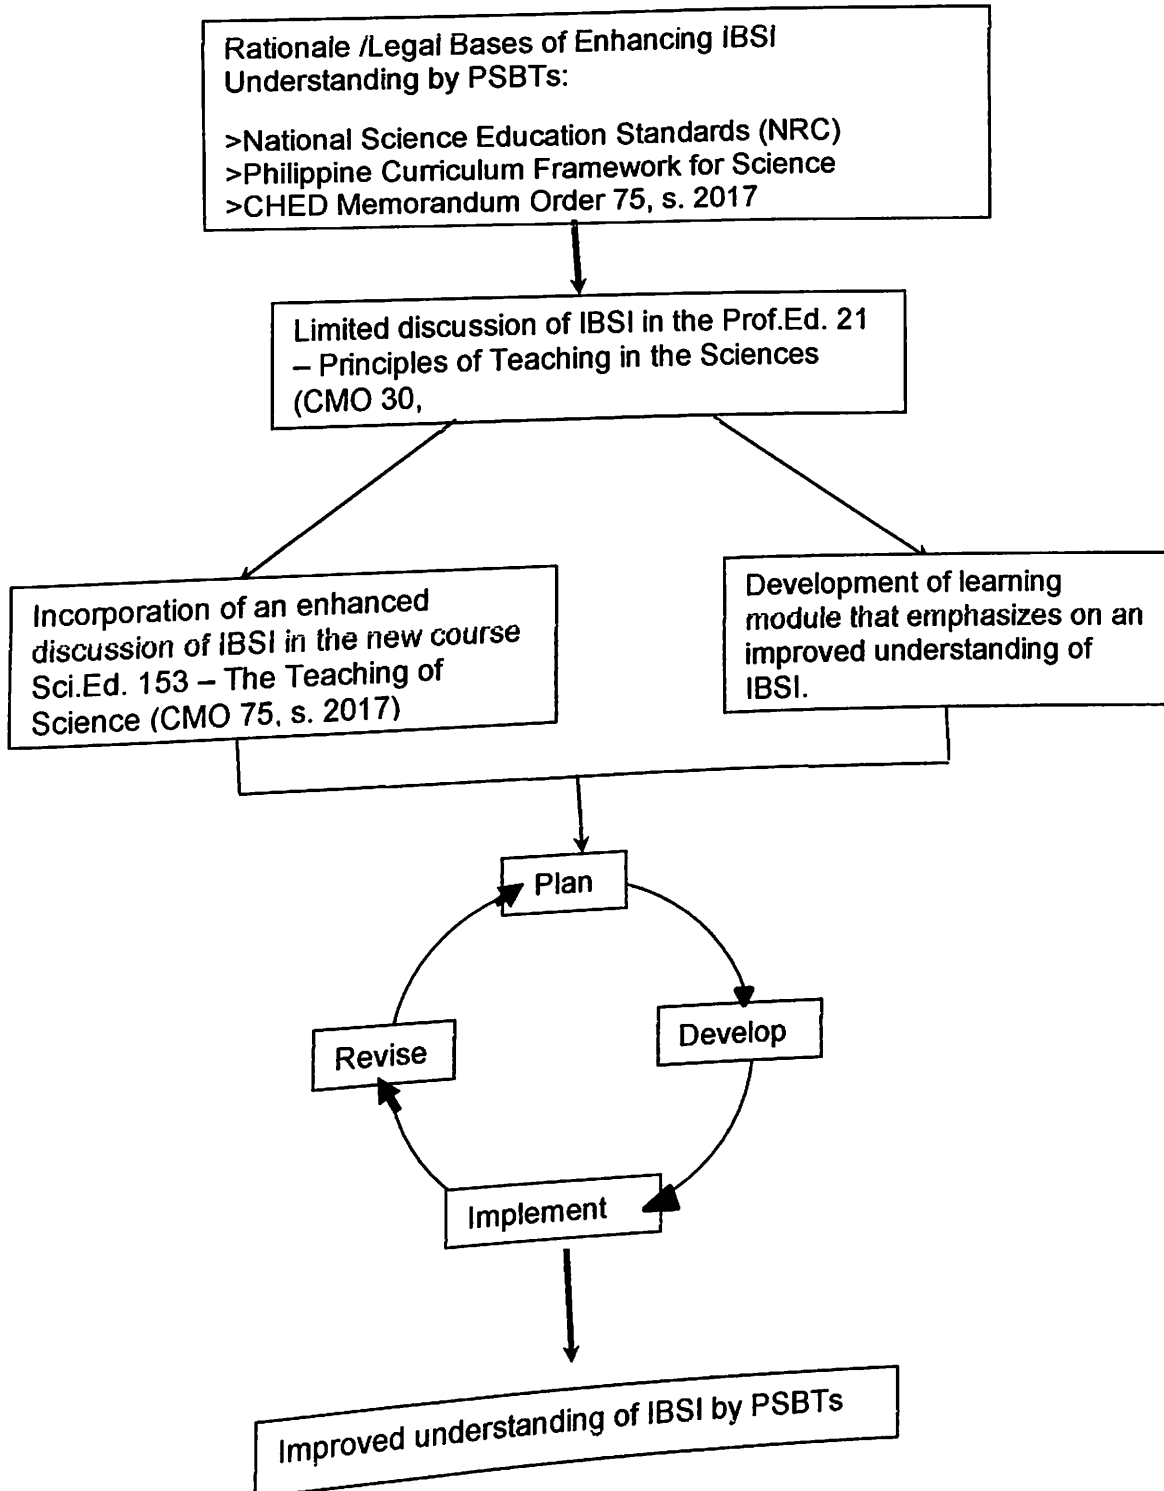 Rationale /Legal Bases of Enhancing IBSI
Understanding by PSBTs:
>National Science Education Standards (NRC)
>Philippine Curriculum Framework for Science
>CHED Memorandum Order 75, s. 2017
Limited discussion of IBSI in the Prof.Ed. 21
– Principles of Teaching in the Sciences
(CMO 30,
Incorporation of an enhanced
discussion of IBSI in the new course
Sci.Ed. 153 – The Teaching of
Science (CMO 75, s. 2017)
Development of learning
module that emphasizes on an
improved understanding of
IBSI.
Plan
Develop
Revise
Implement
Improved understanding of IBSI by PSBTs